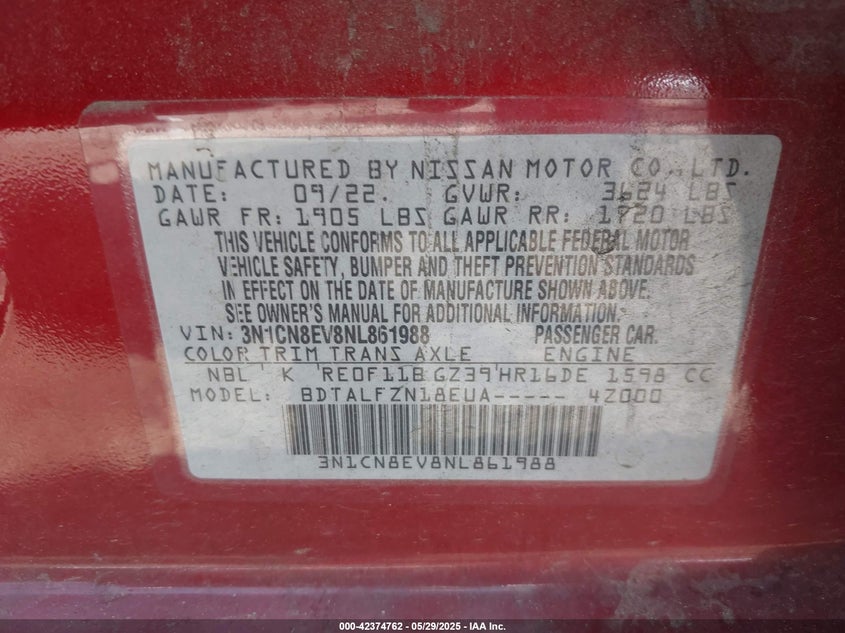 MANUFACTURED BY NISSAN MOTOR CO., LTD.
DATE: 09/22. GVWR: 3624 LBS
GAWR FR: 1905 LBS GAWR RR: 1720 LBS
THIS VEHICLE CONFORMS TO ALL APPLICABLE FEDERAL MOTOR
VEHICLE SAFETY, BUMPER AND THEFT PREVENTION STANDARDS
IN EFFECT ON THE DATE OF MANUFACTURE SHOWN ABOVE.
SEE OWNER'S MANUAL FOR ADDITIONAL INFORMATION.
VIN: 3N1CN8EV8NL861988 PASSENGER CAR.
COLOR TRIM TRANS AXLE ENGINE
NBL K RE0F11B GZ39 HR16DE 1598 CC
MODEL: BDTALFZN18EUA----- 4Z000
3N1CN8EV8NL861988
000-42374762 - 05/29/2025 - IAA Inc.